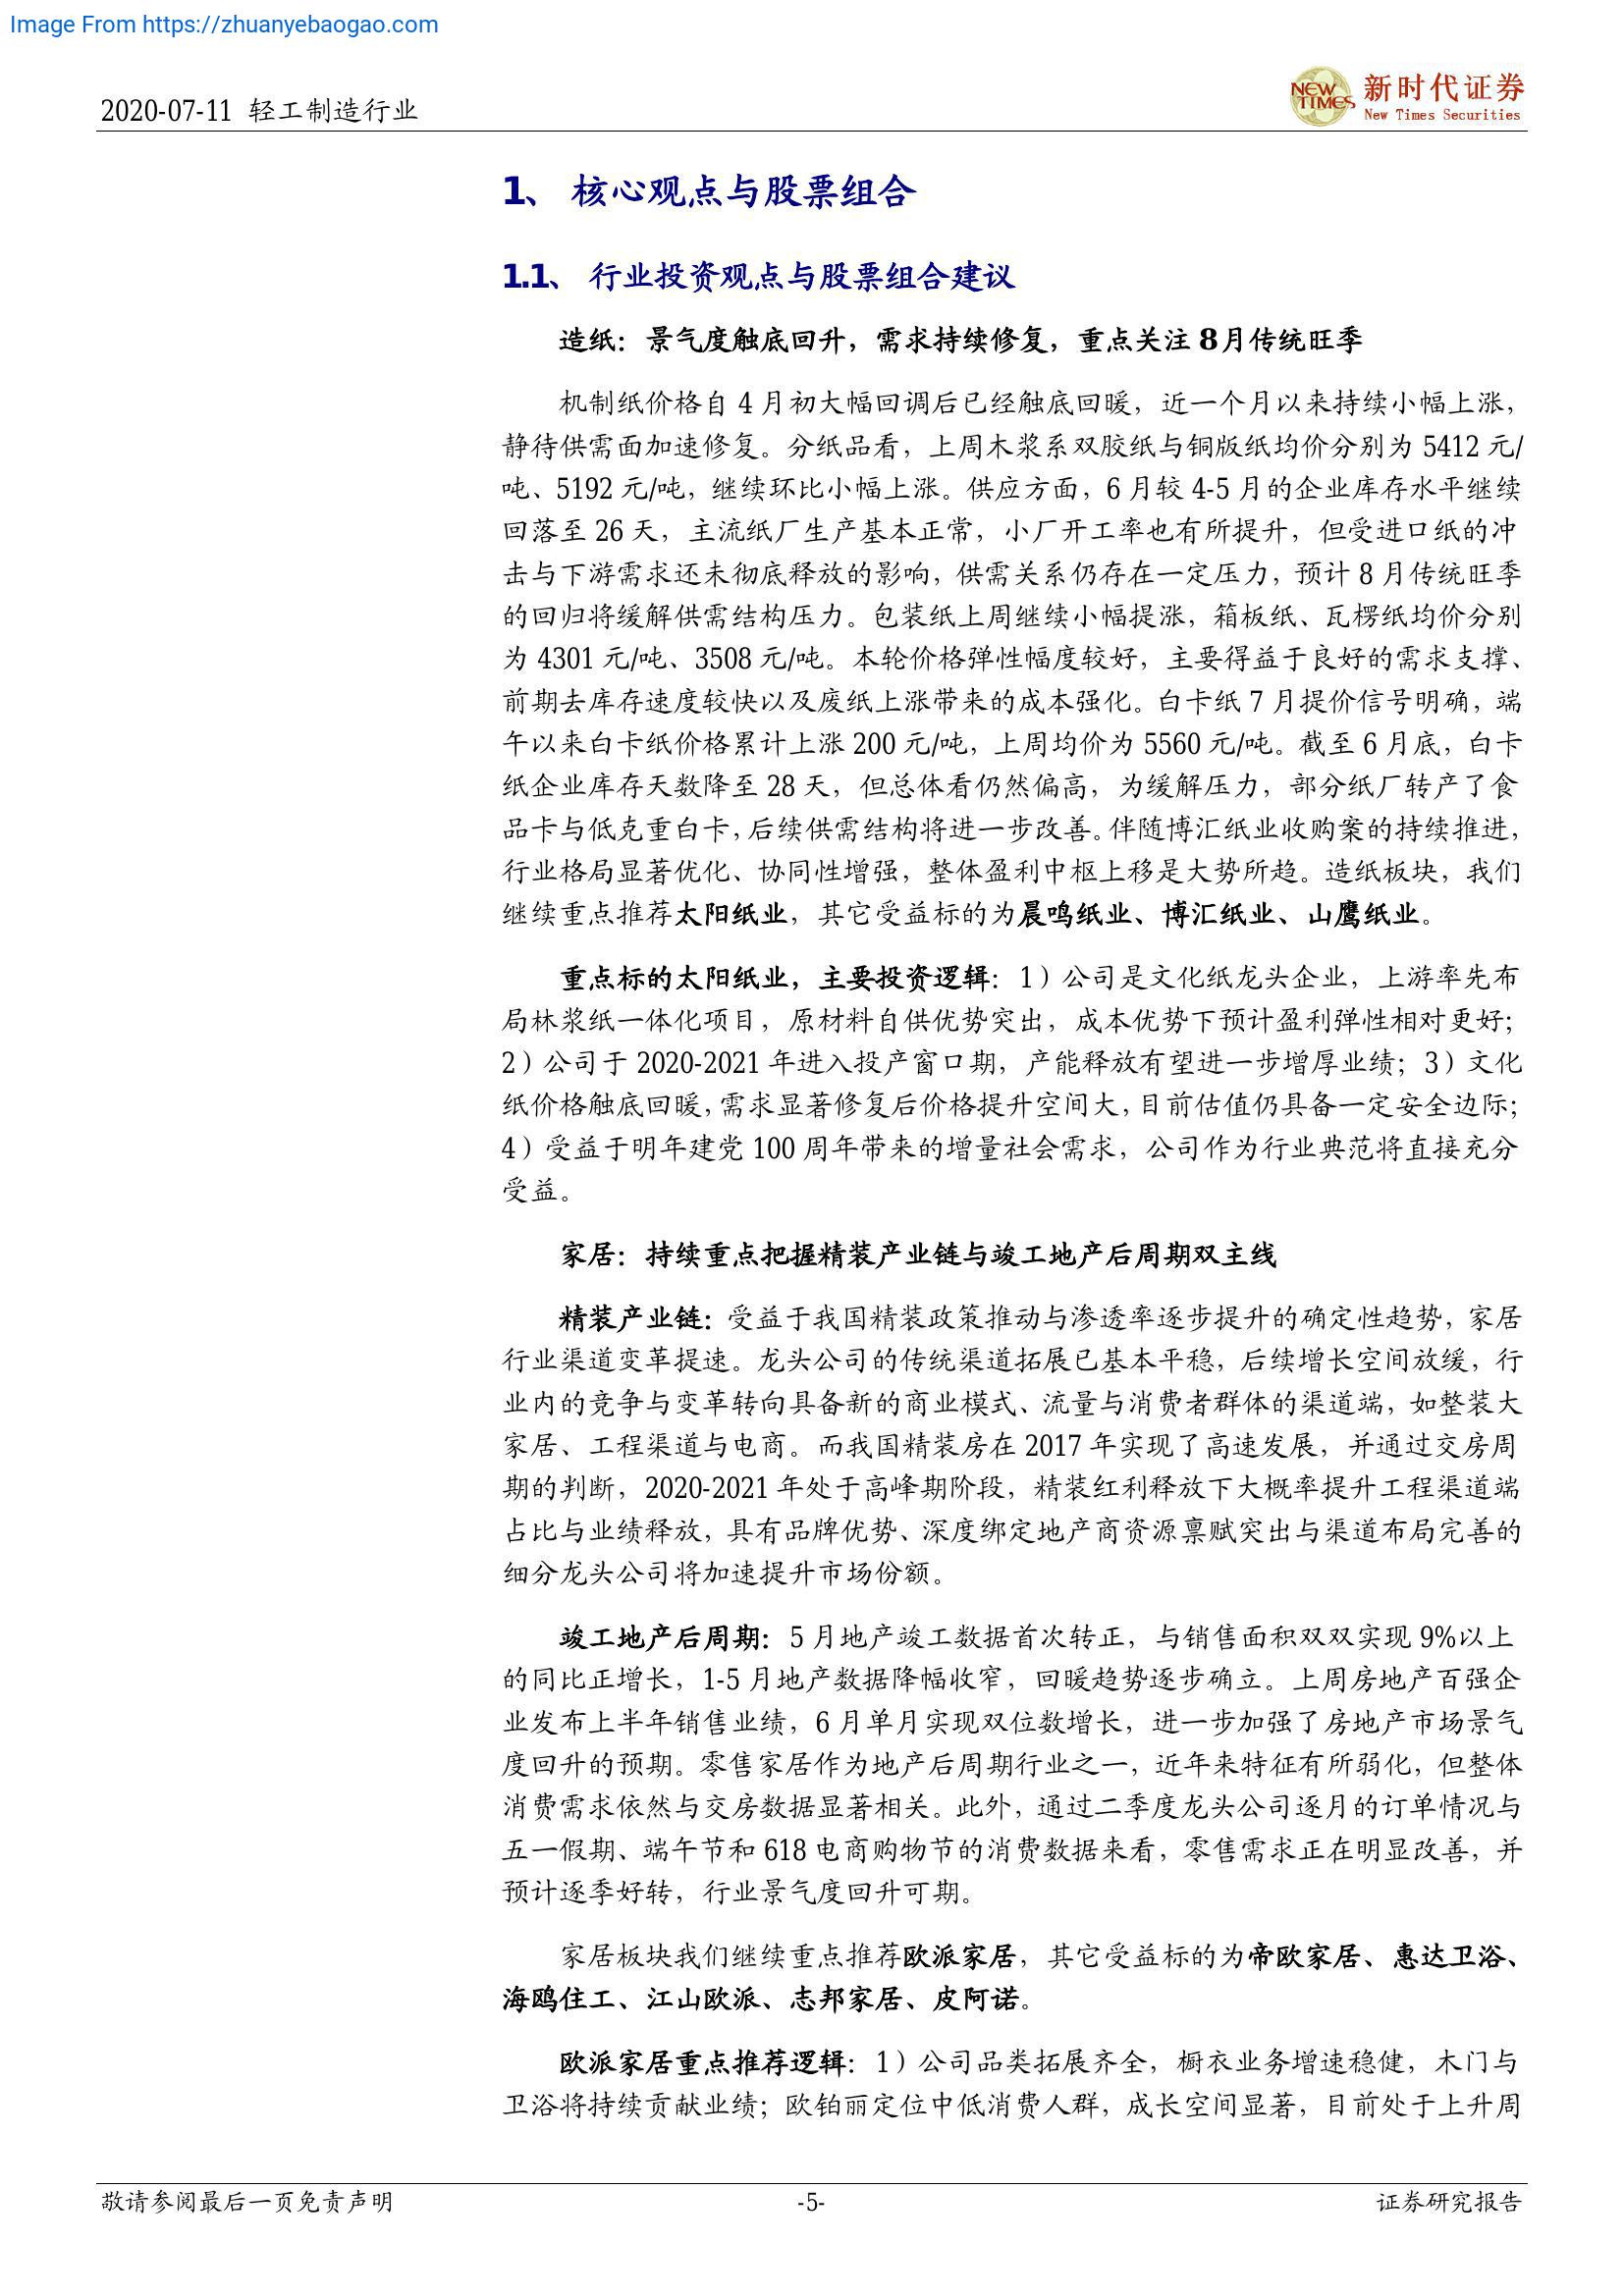 Image From https://zhuanyebaogao.com
2020-07-11 轻工制造行业
NEW TIMES
新时代证券
New Times Securities
1、 核心观点与股票组合
1.1、 行业投资观点与股票组合建议
造纸：景气度触底回升，需求持续修复，重点关注 8月传统旺季
机制纸价格自 4 月初大幅回调后已经触底回暖，近一个月以来持续小幅上涨，
静待供需面加速修复。分纸品看，上周木浆系双胶纸与铜版纸均价分别为 5412 元/
吨、5192 元/吨，继续环比小幅上涨。供应方面，6 月较 4-5 月的企业库存水平继续
回落至 26 天，主流纸厂生产基本正常，小厂开工率也有所提升，但受进口纸的冲
击与下游需求还未彻底释放的影响，供需关系仍存在一定压力，预计 8 月传统旺季
的回归将缓解供需结构压力。包装纸上周继续小幅提涨，箱板纸、瓦楞纸均价分别
为 4301 元/吨、3508 元/吨。本轮价格弹性幅度较好，主要得益于良好的需求支撑、
前期去库存速度较快以及废纸上涨带来的成本强化。白卡纸 7 月提价信号明确，端
午以来白卡纸价格累计上涨 200 元/吨，上周均价为 5560 元/吨。截至 6 月底，白卡
纸企业库存天数降至 28 天，但总体看仍然偏高，为缓解压力，部分纸厂转产了食
品卡与低克重白卡，后续供需结构将进一步改善。伴随博汇纸业收购案的持续推进，
行业格局显著优化、协同性增强，整体盈利中枢上移是大势所趋。造纸板块，我们
继续重点推荐太阳纸业，其它受益标的为晨鸣纸业、博汇纸业、山鹰纸业。
重点标的太阳纸业，主要投资逻辑：1）公司是文化纸龙头企业，上游率先布
局林浆纸一体化项目，原材料自供优势突出，成本优势下预计盈利弹性相对更好；
2）公司于 2020-2021 年进入投产窗口期，产能释放有望进一步增厚业绩；3）文化
纸价格触底回暖，需求显著修复后价格提升空间大，目前估值仍具备一定安全边际；
4）受益于明年建党 100 周年带来的增量社会需求，公司作为行业典范将直接充分
受益。
家居：持续重点把握精装产业链与竣工地产后周期双主线
精装产业链：受益于我国精装政策推动与渗透率逐步提升的确定性趋势，家居
行业渠道变革提速。龙头公司的传统渠道拓展已基本平稳，后续增长空间放缓，行
业内的竞争与变革转向具备新的商业模式、流量与消费者群体的渠道端，如整装大
家居、工程渠道与电商。而我国精装房在 2017 年实现了高速发展，并通过交房周
期的判断，2020-2021 年处于高峰期阶段，精装红利释放下大概率提升工程渠道端
占比与业绩释放，具有品牌优势、深度绑定地产商资源禀赋突出与渠道布局完善的
细分龙头公司将加速提升市场份额。
竣工地产后周期：5 月地产竣工数据首次转正，与销售面积双双实现 9%以上
的同比正增长，1-5 月地产数据降幅收窄，回暖趋势逐步确立。上周房地产百强企
业发布上半年销售业绩，6 月单月实现双位数增长，进一步加强了房地产市场景气
度回升的预期。零售家居作为地产后周期行业之一，近年来特征有所弱化，但整体
消费需求依然与交房数据显著相关。此外，通过二季度龙头公司逐月的订单情况与
五一假期、端午节和 618 电商购物节的消费数据来看，零售需求正在明显改善，并
预计逐季好转，行业景气度回升可期。
家居板块我们继续重点推荐欧派家居，其它受益标的为帝欧家居、惠达卫浴、
海鸥住工、江山欧派、志邦家居、皮阿诺。
欧派家居重点推荐逻辑：1）公司品类拓展齐全，橱衣业务增速稳健，木门与
卫浴将持续贡献业绩；欧铂丽定位中低消费人群，成长空间显著，目前处于上升周
敬请参阅最后一页免责声明
-5-
证券研究报告